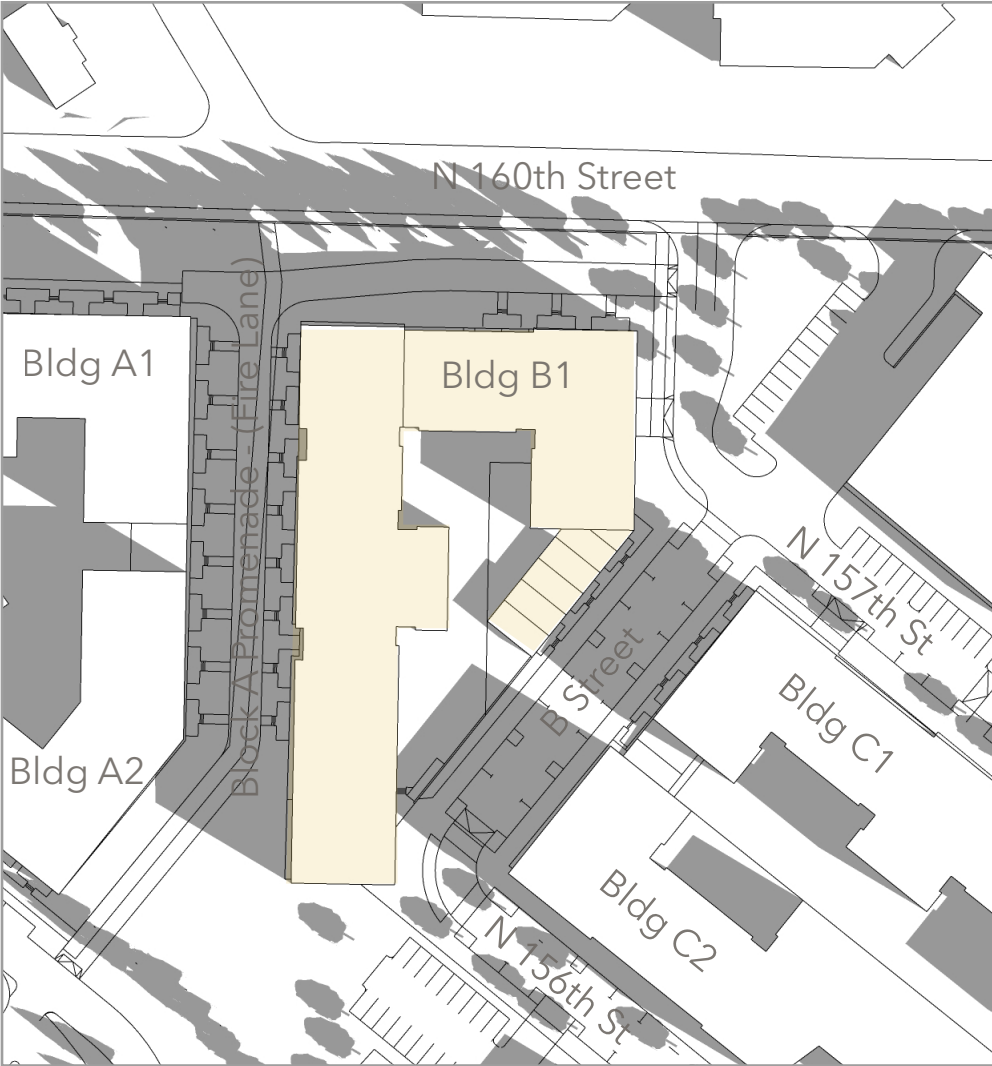 N 160th Street
Bldg A1
Bldg B1
Block A Promenade - (Fire Lane)
N 157th St
B Street
Bldg C1
Bldg A2
Bldg C2
N 156th St